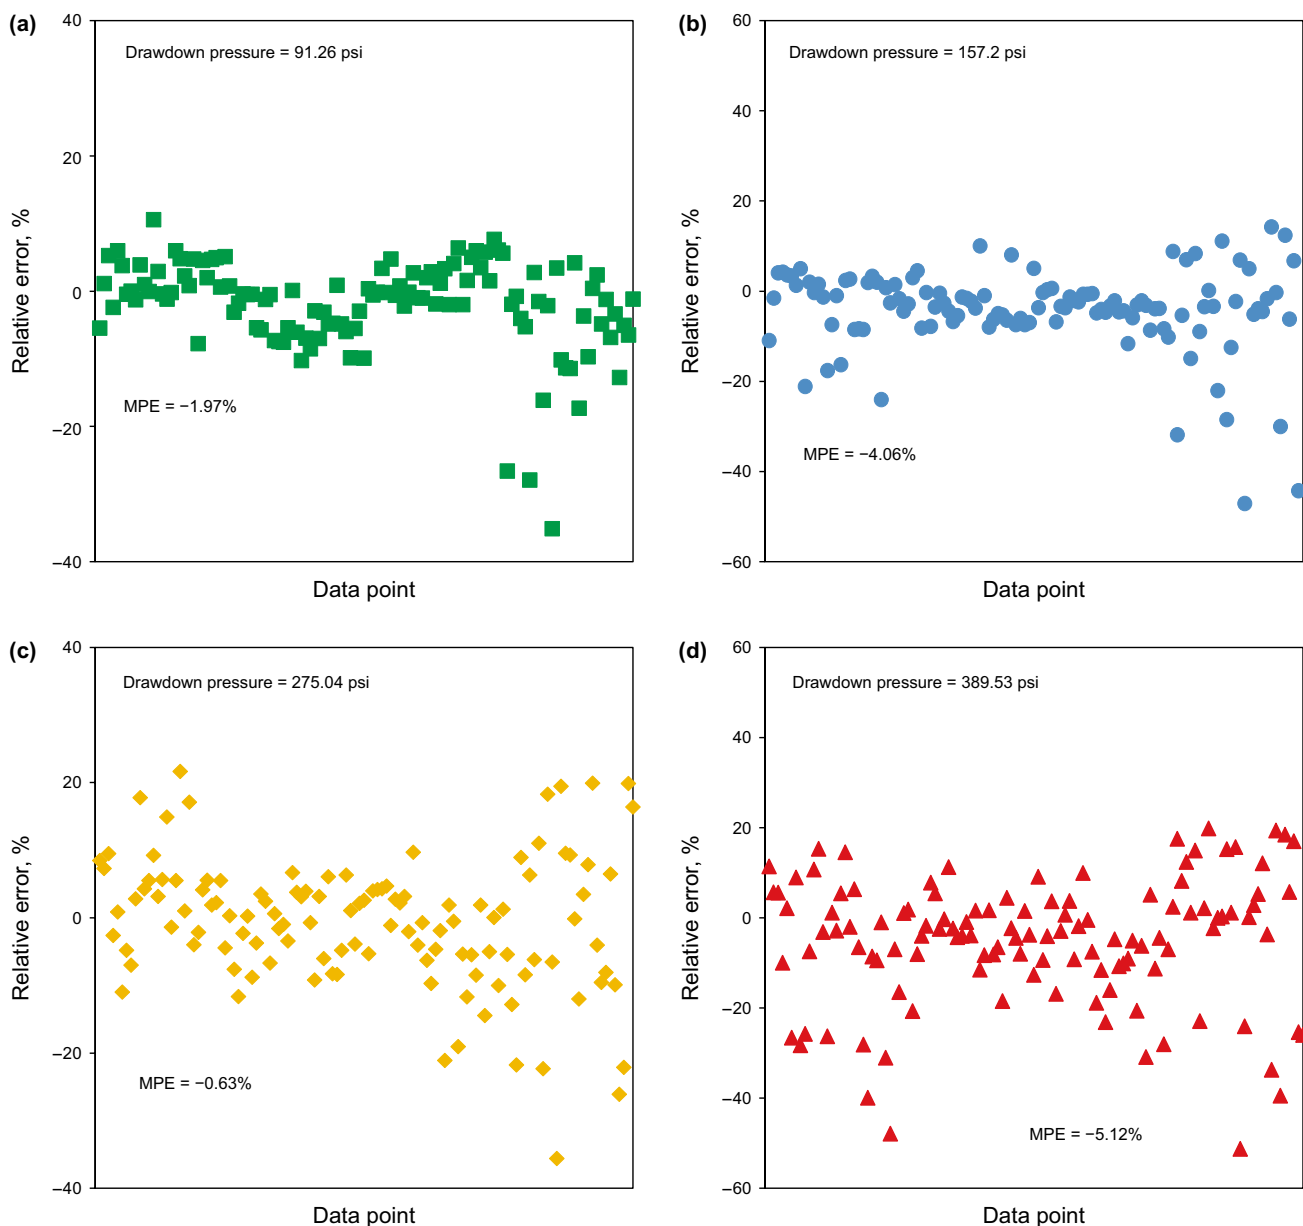 (a)
40
20
0
−20
−40
Relative error, %
Drawdown pressure = 91.26 psi
MPE = −1.97%
Data point
(b)
60
40
20
0
−20
−40
−60
Relative error, %
Drawdown pressure = 157.2 psi
MPE = −4.06%
Data point
(c)
40
20
0
−20
−40
Relative error, %
Drawdown pressure = 275.04 psi
MPE = −0.63%
Data point
(d)
60
40
20
0
−20
−40
−60
Relative error, %
Drawdown pressure = 389.53 psi
MPE = −5.12%
Data point